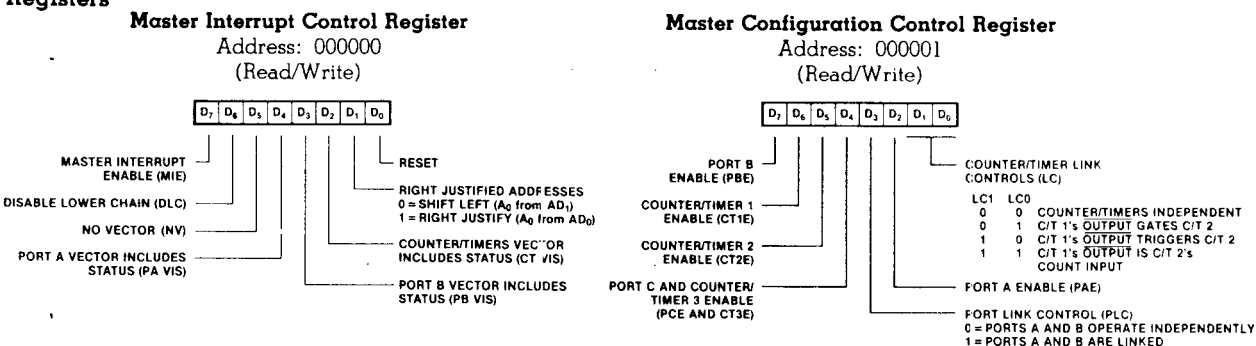 Registers
Master Interrupt Control Register
Address: 000000
(Read/Write)
D7 D6 D5 D4 D3 D2 D1 D0
MASTER INTERRUPT
ENABLE (MIE)
DISABLE LOWER CHAIN (DLC)
NO VECTOR (NV)
PORT A VECTOR INCLUDES
STATUS (PA VIS)
RESET
RIGHT JUSTIFIED ADDRESSES
0 = SHIFT LEFT (A0 from AD1)
1 = RIGHT JUSTIFY (A0 from AD0)
COUNTER/TIMERS VECTOR
INCLUDES STATUS (CT VIS)
PORT B VECTOR INCLUDES
STATUS (PB VIS)
Master Configuration Control Register
Address: 000001
(Read/Write)
D7 D6 D5 D4 D3 D2 D1 D0
PORT B
ENABLE (PBE)
COUNTER/TIMER 1
ENABLE (CT1E)
COUNTER/TIMER 2
ENABLE (CT2E)
PORT C AND COUNTER/
TIMER 3 ENABLE
(PCE AND CT3E)
COUNTER/TIMER LINK
CONTROLS (LC)
LC1 LC0
0 0 COUNTER/TIMERS INDEPENDENT
0 1 C/T 1's OUTPUT GATES C/T 2
1 0 C/T 1's OUTPUT TRIGGERS C/T 2
1 1 C/T 1's OUTPUT IS C/T 2's
COUNT INPUT
PORT A ENABLE (PAE)
PORT LINK CONTROL (PLC)
0 = PORTS A AND B OPERATE INDEPENDENTLY
1 = PORTS A AND B ARE LINKED